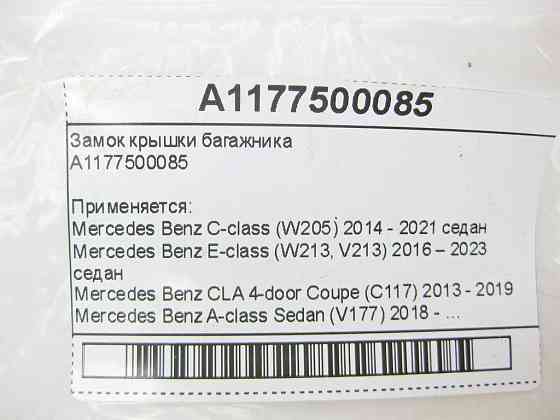 A1177500085
Замок крышки багажника
A1177500085
Применяется:
Mercedes Benz C-class (W205) 2014 - 2021 седан
Mercedes Benz E-class (W213, V213) 2016 – 2023
седан
Mercedes Benz CLA 4-door Coupe (C117) 2013 - 2019
Mercedes Benz A-class Sedan (V177) 2018 - ...